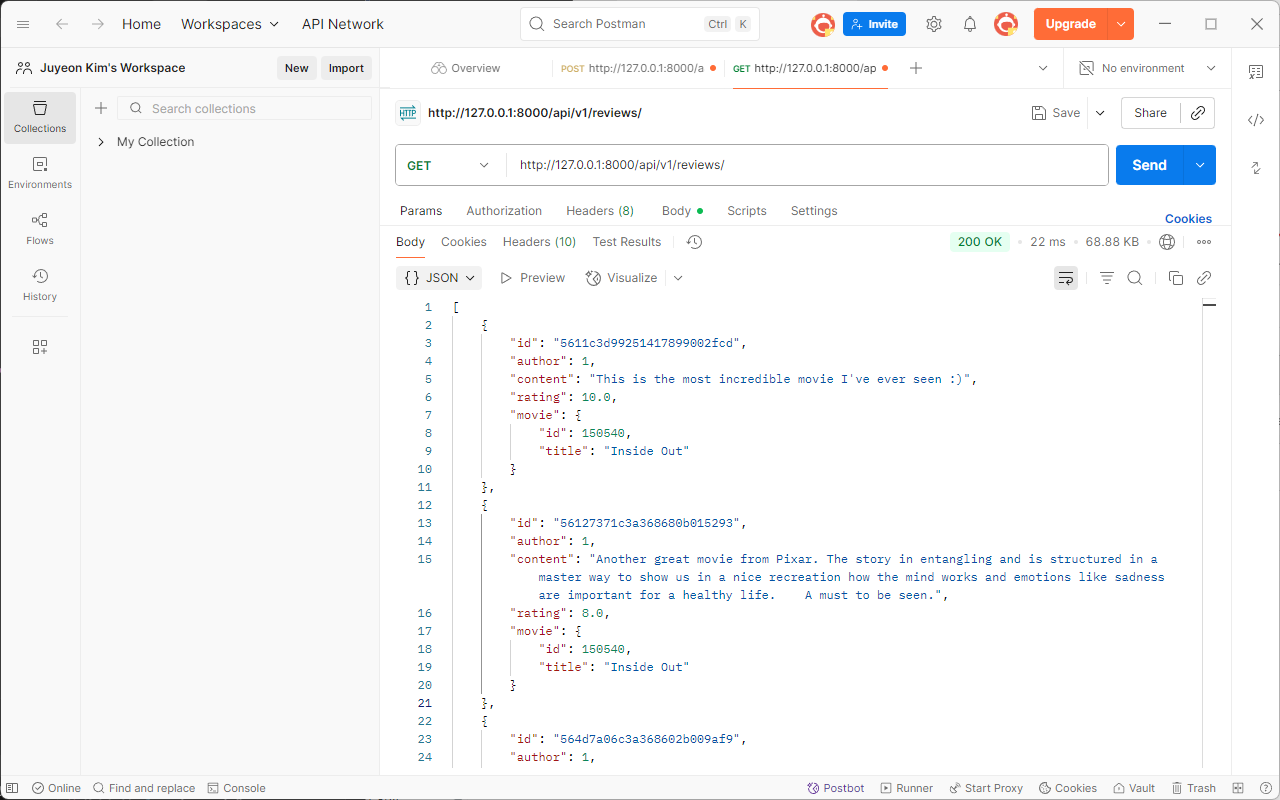 Home Workspaces API Network Search Postman Ctrl K Invite Upgrade
Juyeon Kim's Workspace New Import Overview POST http://127.0.0.1:8000/a GET http://127.0.0.1:8000/ap No environment
Collections
Environments
Flows
History
Search collections
My Collection
HTTP http://127.0.0.1:8000/api/v1/reviews/ Save Share
GET http://127.0.0.1:8000/api/v1/reviews/ Send
Params Authorization Headers (8) Body Scripts Settings Cookies
Body Cookies Headers (10) Test Results 200 OK 22 ms 68.88 KB
{} JSON Preview Visualize
1 [
2 {
3 "id": "5611c3d99251417899002fcd",
4 "author": 1,
5 "content": "This is the most incredible movie I've ever seen :)",
6 "rating": 10.0,
7 "movie": {
8 "id": 150540,
9 "title": "Inside Out"
10 }
11 },
12 {
13 "id": "56127371c3a368680b015293",
14 "author": 1,
15 "content": "Another great movie from Pixar. The story in entangling and is structured in a
master way to show us in a nice recreation how the mind works and emotions like sadness
are important for a healthy life. A must to be seen.",
16 "rating": 8.0,
17 "movie": {
18 "id": 150540,
19 "title": "Inside Out"
20 }
21 },
22 {
23 "id": "564d7a06c3a368602b009af9",
24 "author": 1,
Online Find and replace Console Postbot Runner Start Proxy Cookies Vault Trash